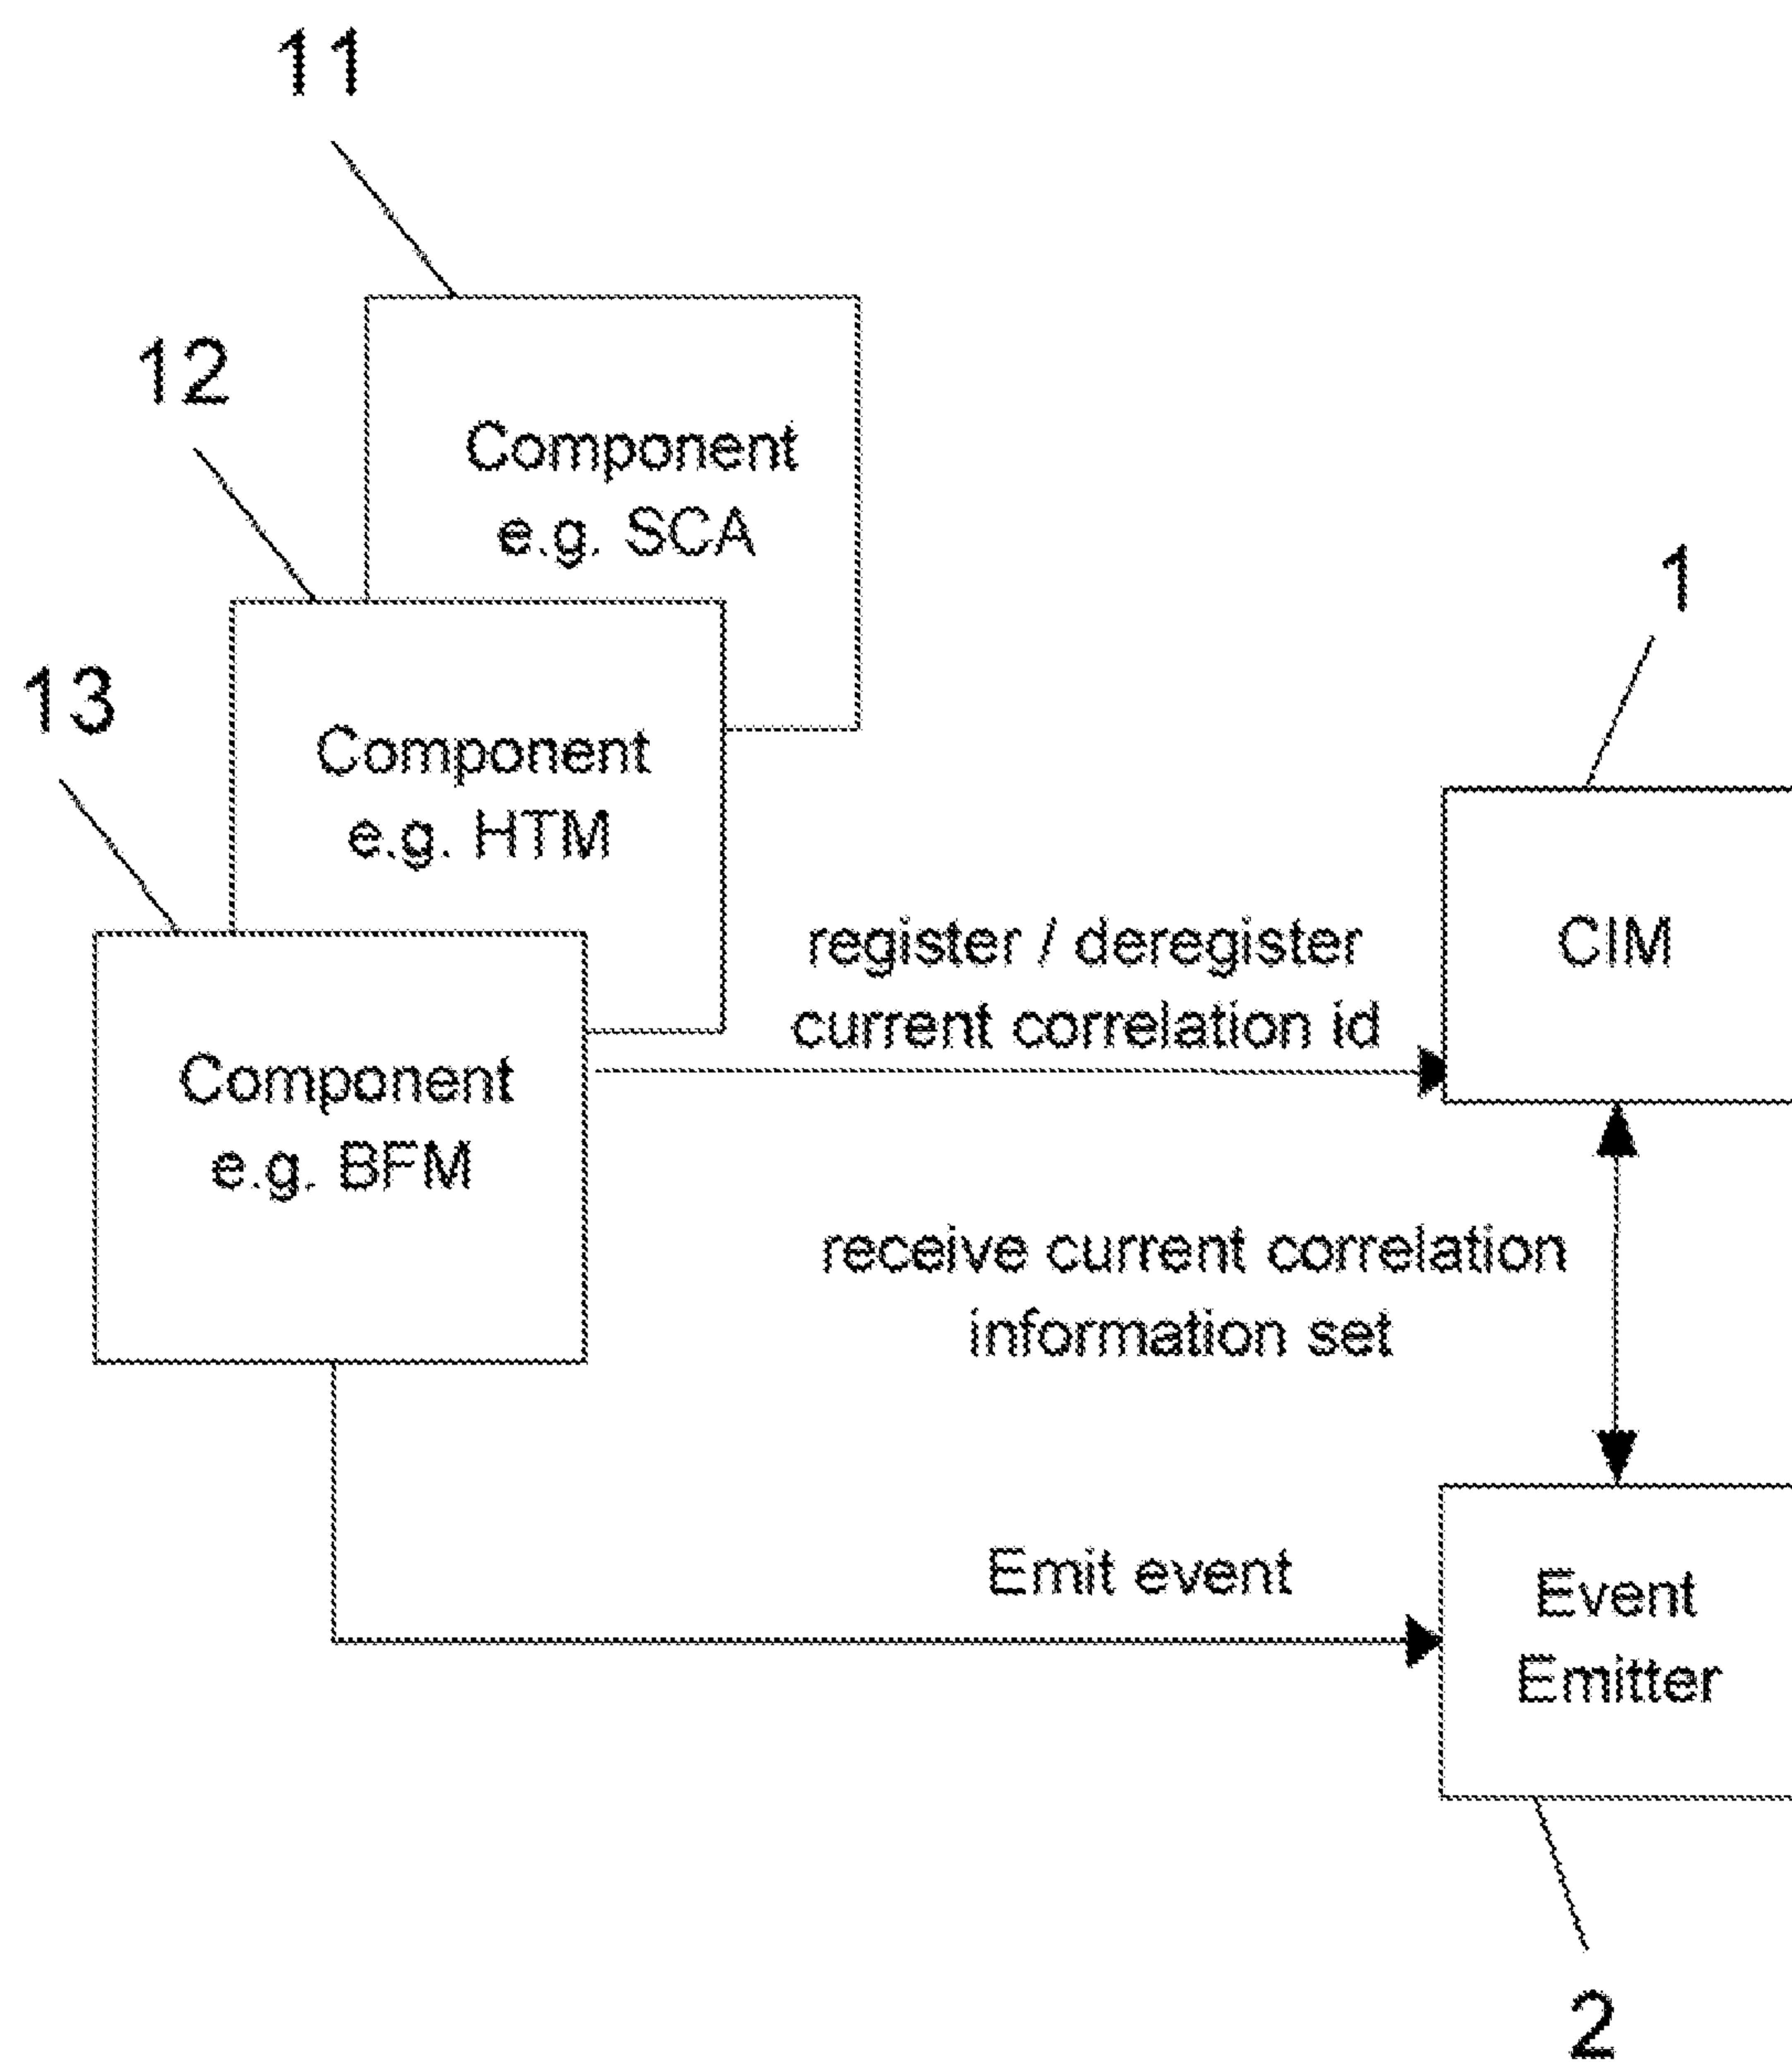 11
Component
e.g. SCA
12
Component
e.g. HTM
13
Component
e.g. BFM
register / deregister
current correlation id
1
CIM
receive current correlation
information set
Emit event
Event
Emitter
2